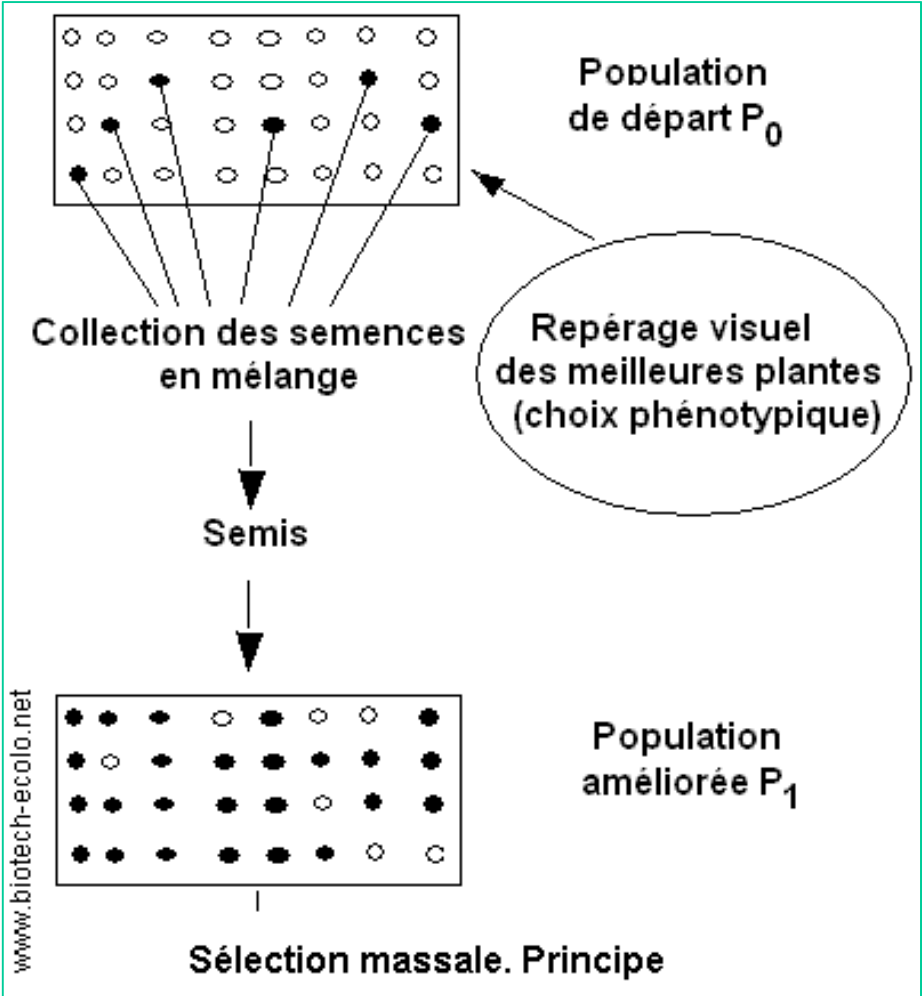 Population
de départ P0
Repérage visuel
des meilleures plantes
(choix phénotypique)
Collection des semences
en mélange
Semis
Population
améliorée P1
www.biotech-ecolo.net
Sélection massale. Principe